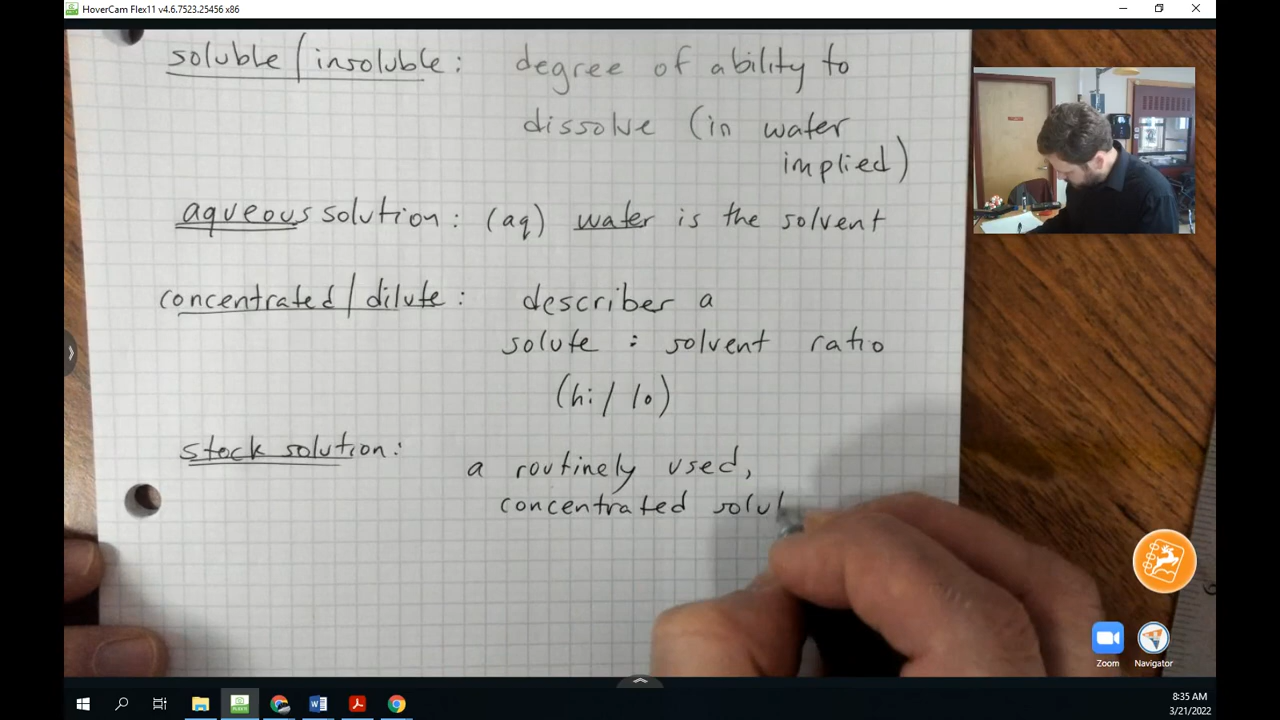 HoverCam Flex11 v4.6.7523.25456 x86
soluble/insoluble: degree of ability to
dissolve (in water
implied)
aqueous solution: (aq) water is the solvent
concentrated/dilute: describer a
solute : solvent ratio
(hi/lo)
stock solution: a routinely used,
concentrated solut
Zoom
Navigator
8:35 AM
3/21/2022